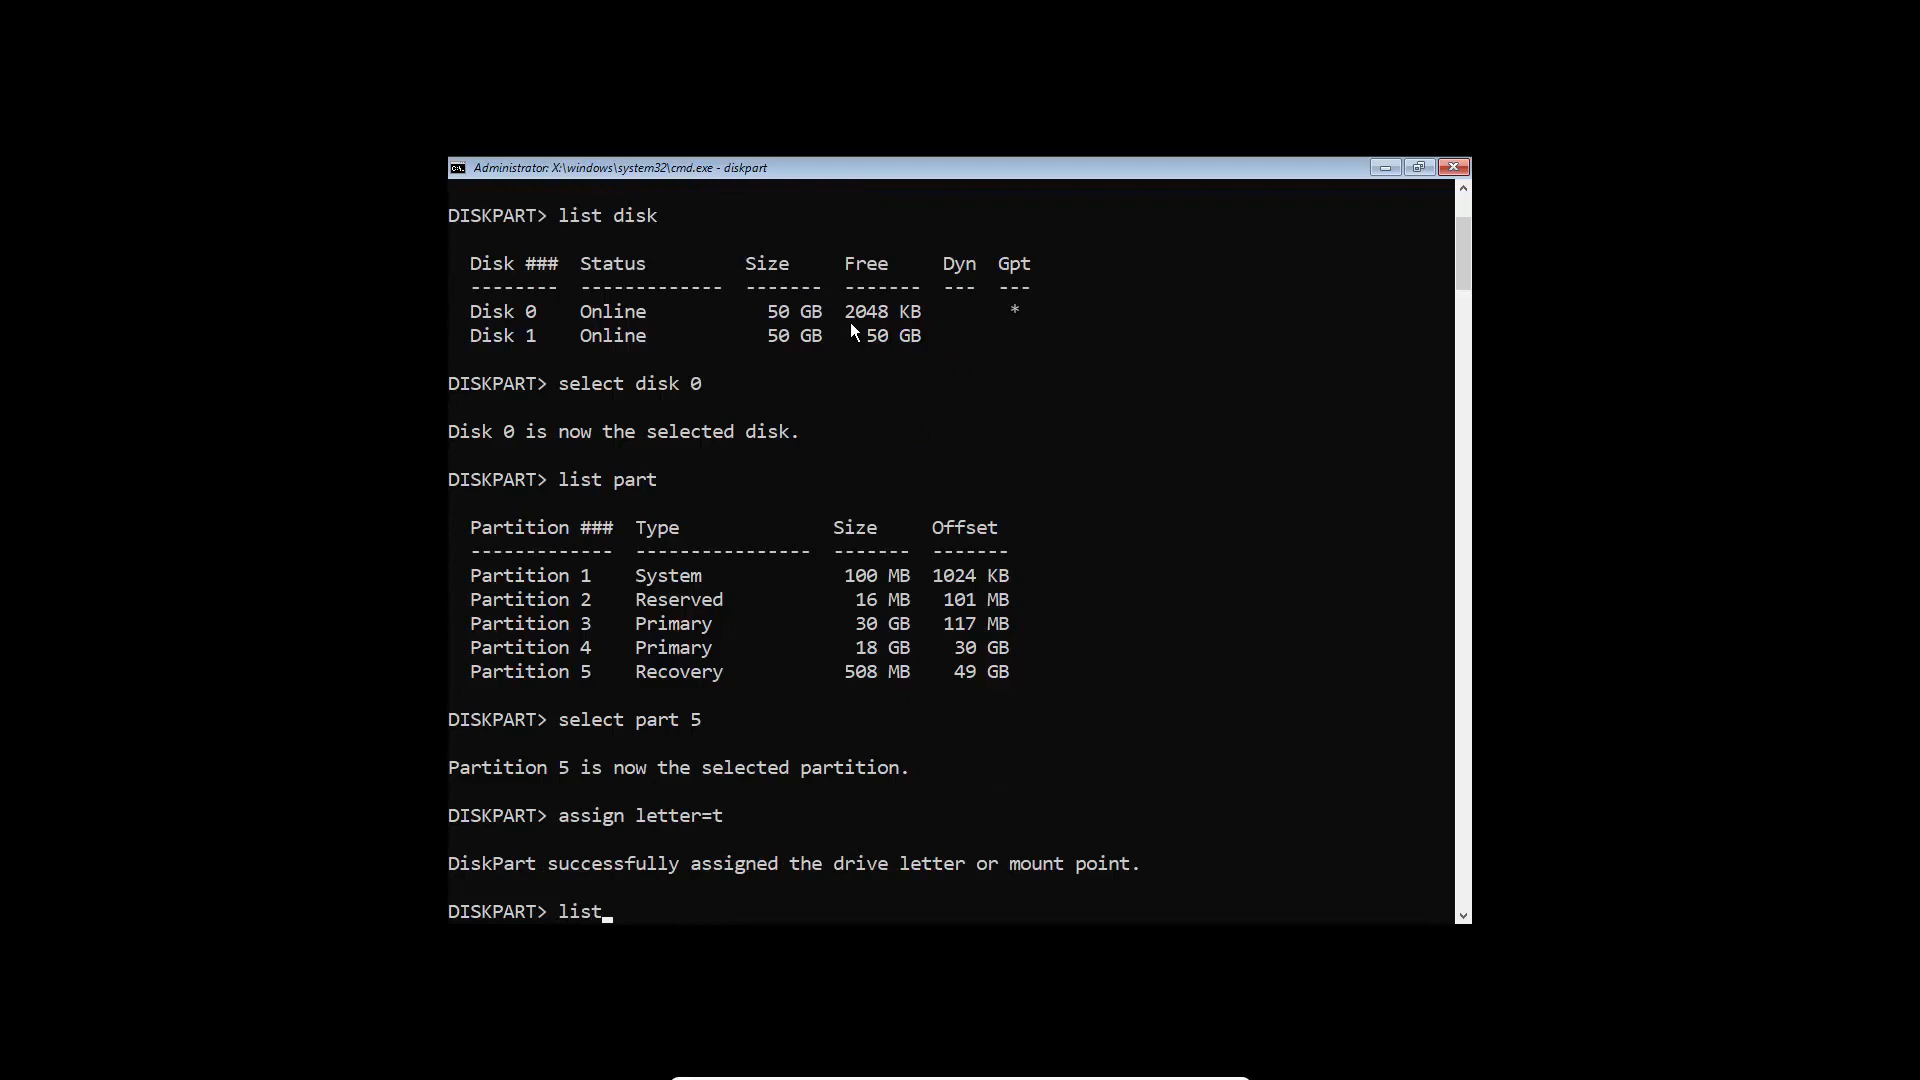 Administrator: X:\windows\system32\cmd.exe - diskpart
DISKPART> list disk
  Disk ###  Status         Size     Free     Dyn  Gpt
  --------  -------------  -------  -------  ---  ---
  Disk 0    Online           50 GB  2048 KB        *
  Disk 1    Online           50 GB    50 GB
DISKPART> select disk 0
Disk 0 is now the selected disk.
DISKPART> list part
  Partition ###  Type              Size     Offset
  -------------  ----------------  -------  -------
  Partition 1    System             100 MB  1024 KB
  Partition 2    Reserved            16 MB   101 MB
  Partition 3    Primary             30 GB   117 MB
  Partition 4    Primary             18 GB    30 GB
  Partition 5    Recovery           508 MB    49 GB
DISKPART> select part 5
Partition 5 is now the selected partition.
DISKPART> assign letter=t
DiskPart successfully assigned the drive letter or mount point.
DISKPART> list_